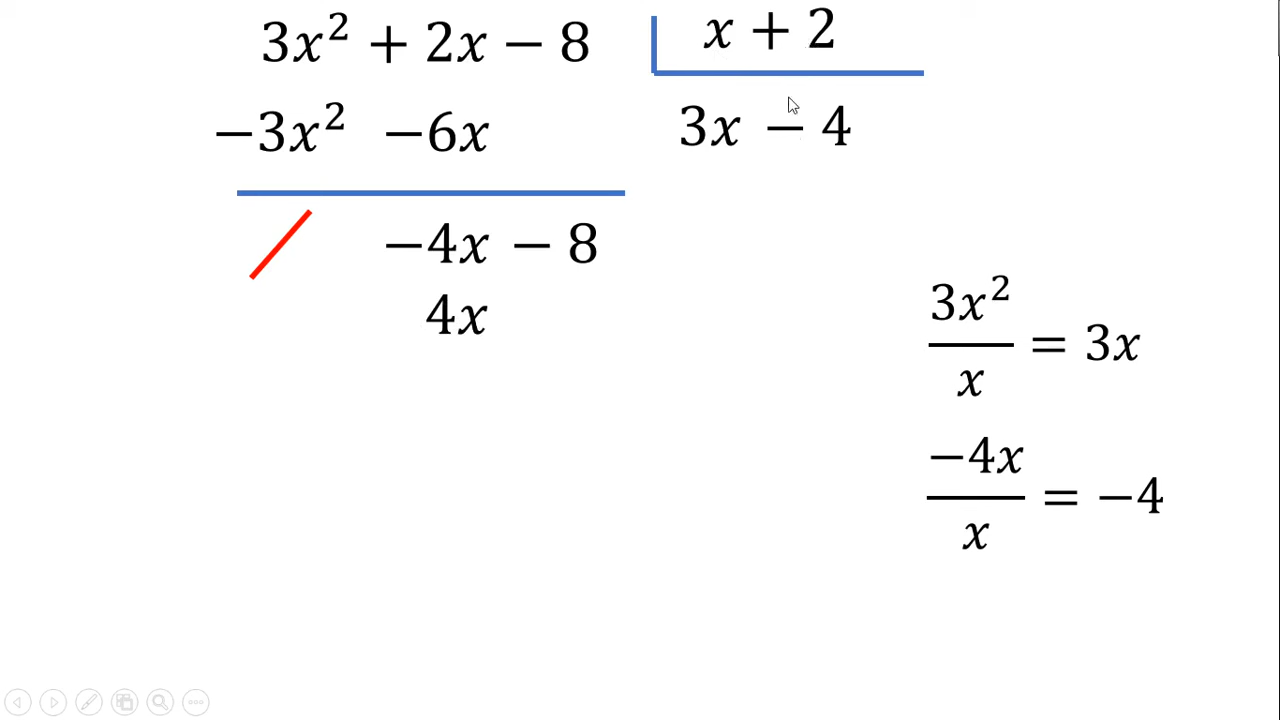 3x² + 2x − 8
x + 2
−3x² −6x
3x − 4
−4x − 8
4x
3x²/x = 3x
−4x/x = −4